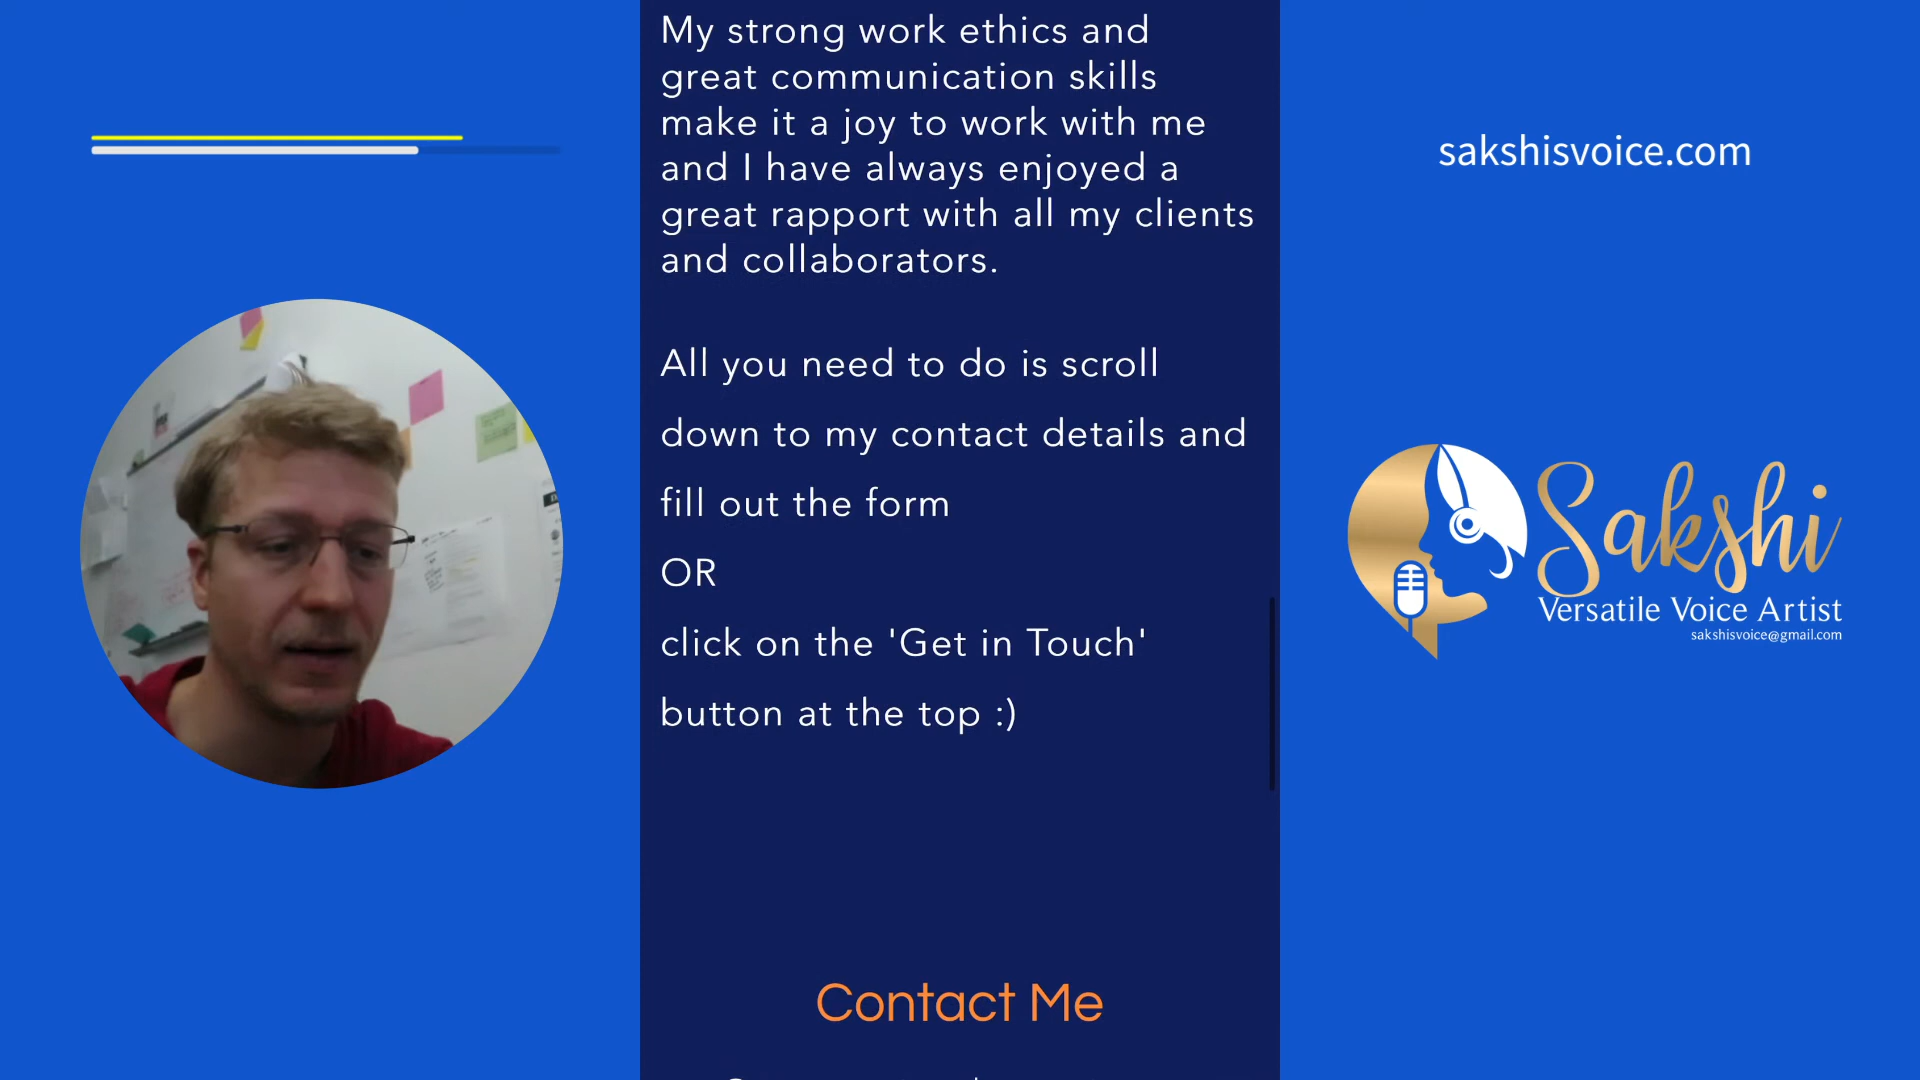 My strong work ethics and
great communication skills
make it a joy to work with me
and I have always enjoyed a
great rapport with all my clients
and collaborators.
All you need to do is scroll
down to my contact details and
fill out the form
OR
click on the 'Get in Touch'
button at the top :)
Contact Me
sakshisvoice.com
Sakshi
Versatile Voice Artist
sakshisvoice@gmail.com